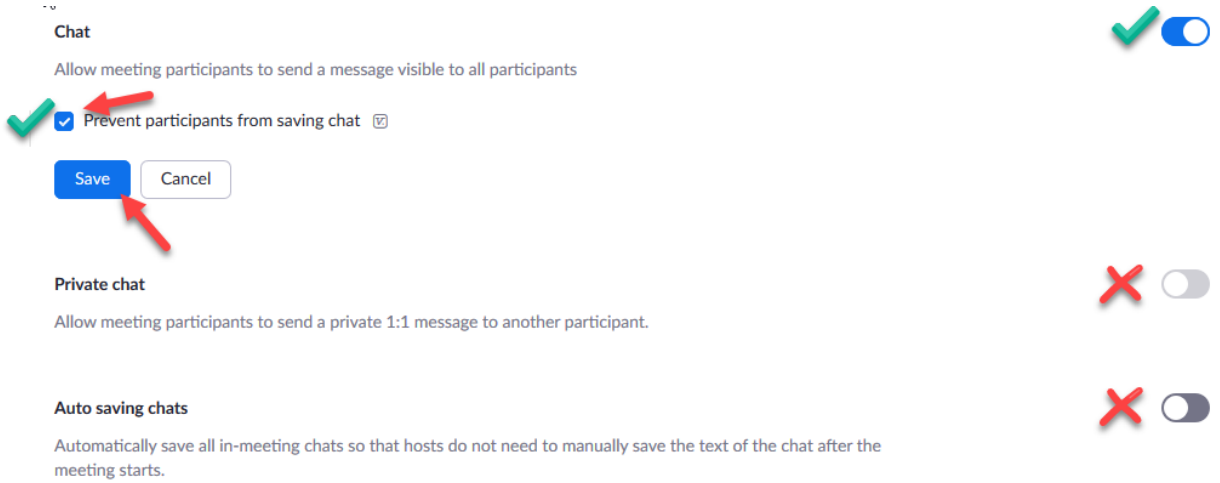 Chat
Allow meeting participants to send a message visible to all participants
Prevent participants from saving chat
Save
Cancel
Private chat
Allow meeting participants to send a private 1:1 message to another participant.
Auto saving chats
Automatically save all in-meeting chats so that hosts do not need to manually save the text of the chat after the
meeting starts.